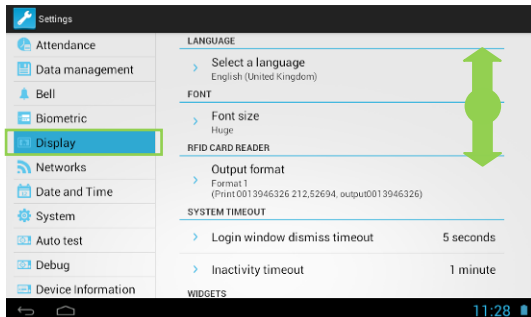 Settings
Attendance
Data management
Bell
Biometric
Display
Networks
Date and Time
System
Auto test
Debug
Device Information
LANGUAGE
Select a language
English (United Kingdom)
FONT
Font size
Huge
RFID CARD READER
Output format
Format 1
(Print 0013946326 212,52694, output0013946326)
SYSTEM TIMEOUT
Login window dismiss timeout 5 seconds
Inactivity timeout 1 minute
WIDGETS
11:28